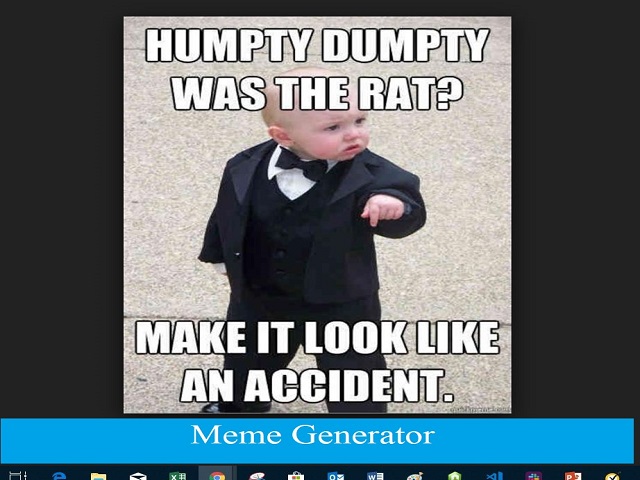 HUMPTY DUMPTY
WAS THE RAT?
MAKE IT LOOK LIKE
AN ACCIDENT.
Meme Generator